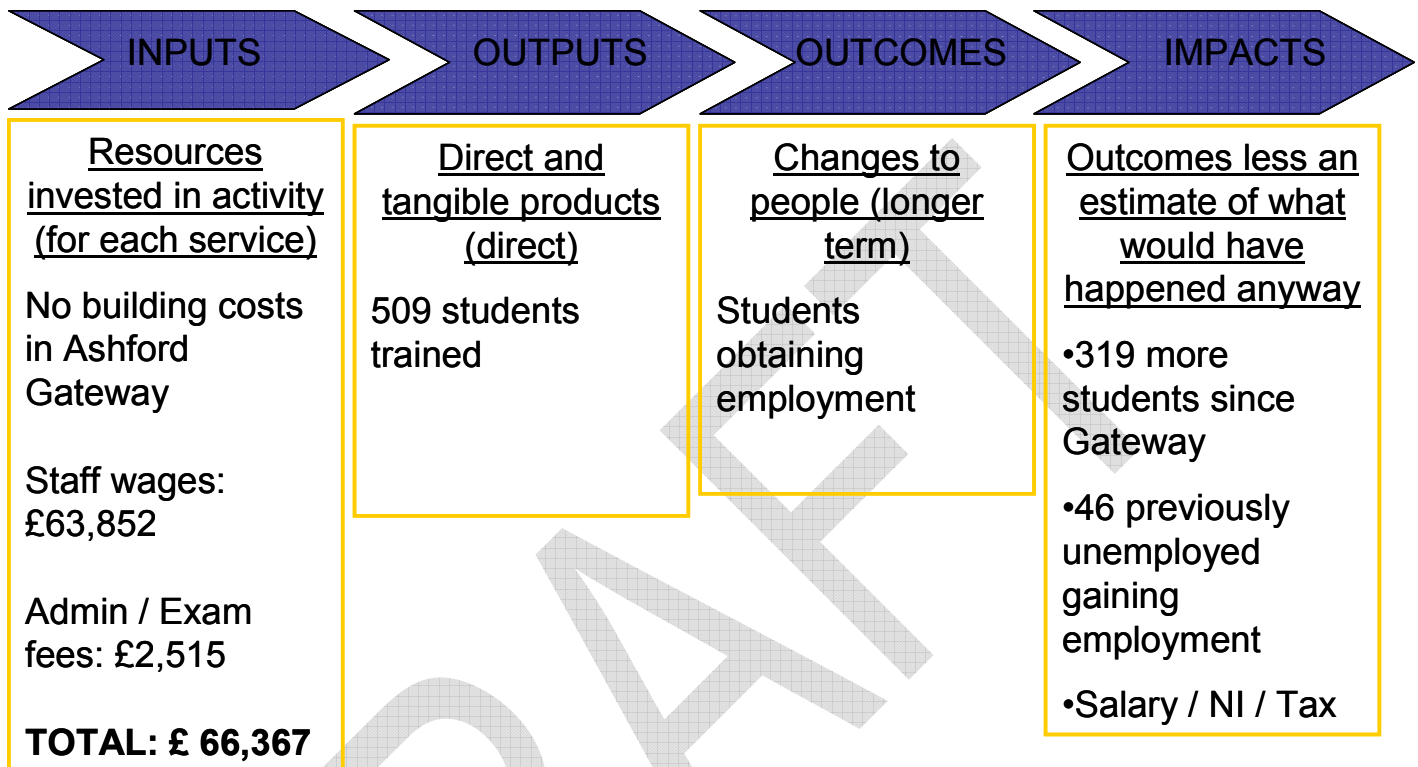 INPUTS
OUTPUTS
OUTCOMES
IMPACTS
Resources
invested in activity
(for each service)
No building costs
in Ashford
Gateway
Staff wages:
£63,852
Admin / Exam
fees: £2,515
TOTAL: £ 66,367
Direct and
tangible products
(direct)
509 students
trained
Changes to
people (longer
term)
Students
obtaining
employment
Outcomes less an
estimate of what
would have
happened anyway
•319 more
students since
Gateway
•46 previously
unemployed
gaining
employment
•Salary / NI / Tax
DRAFT